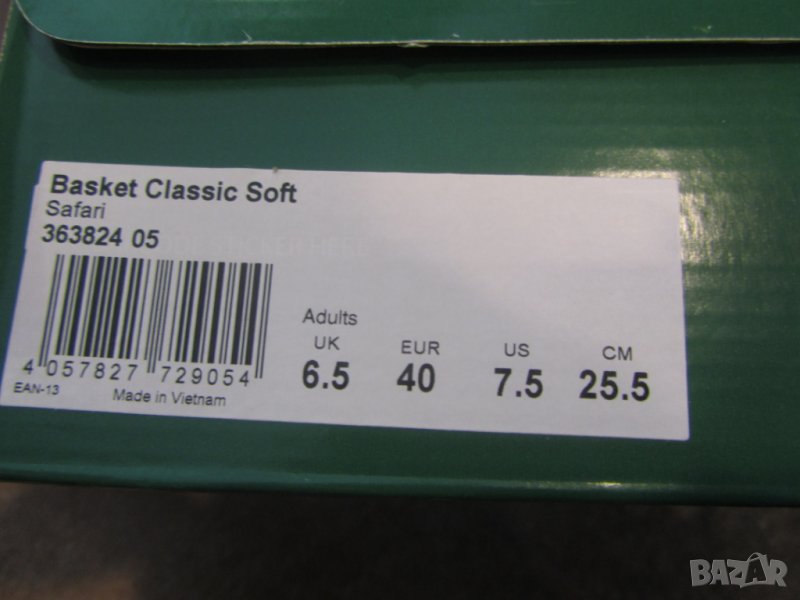 Basket Classic Soft
Safari
363824 05
4 057827 729054
EAN-13
Made in Vietnam
Adults
UK EUR US CM
6.5 40 7.5 25.5
BAZAR